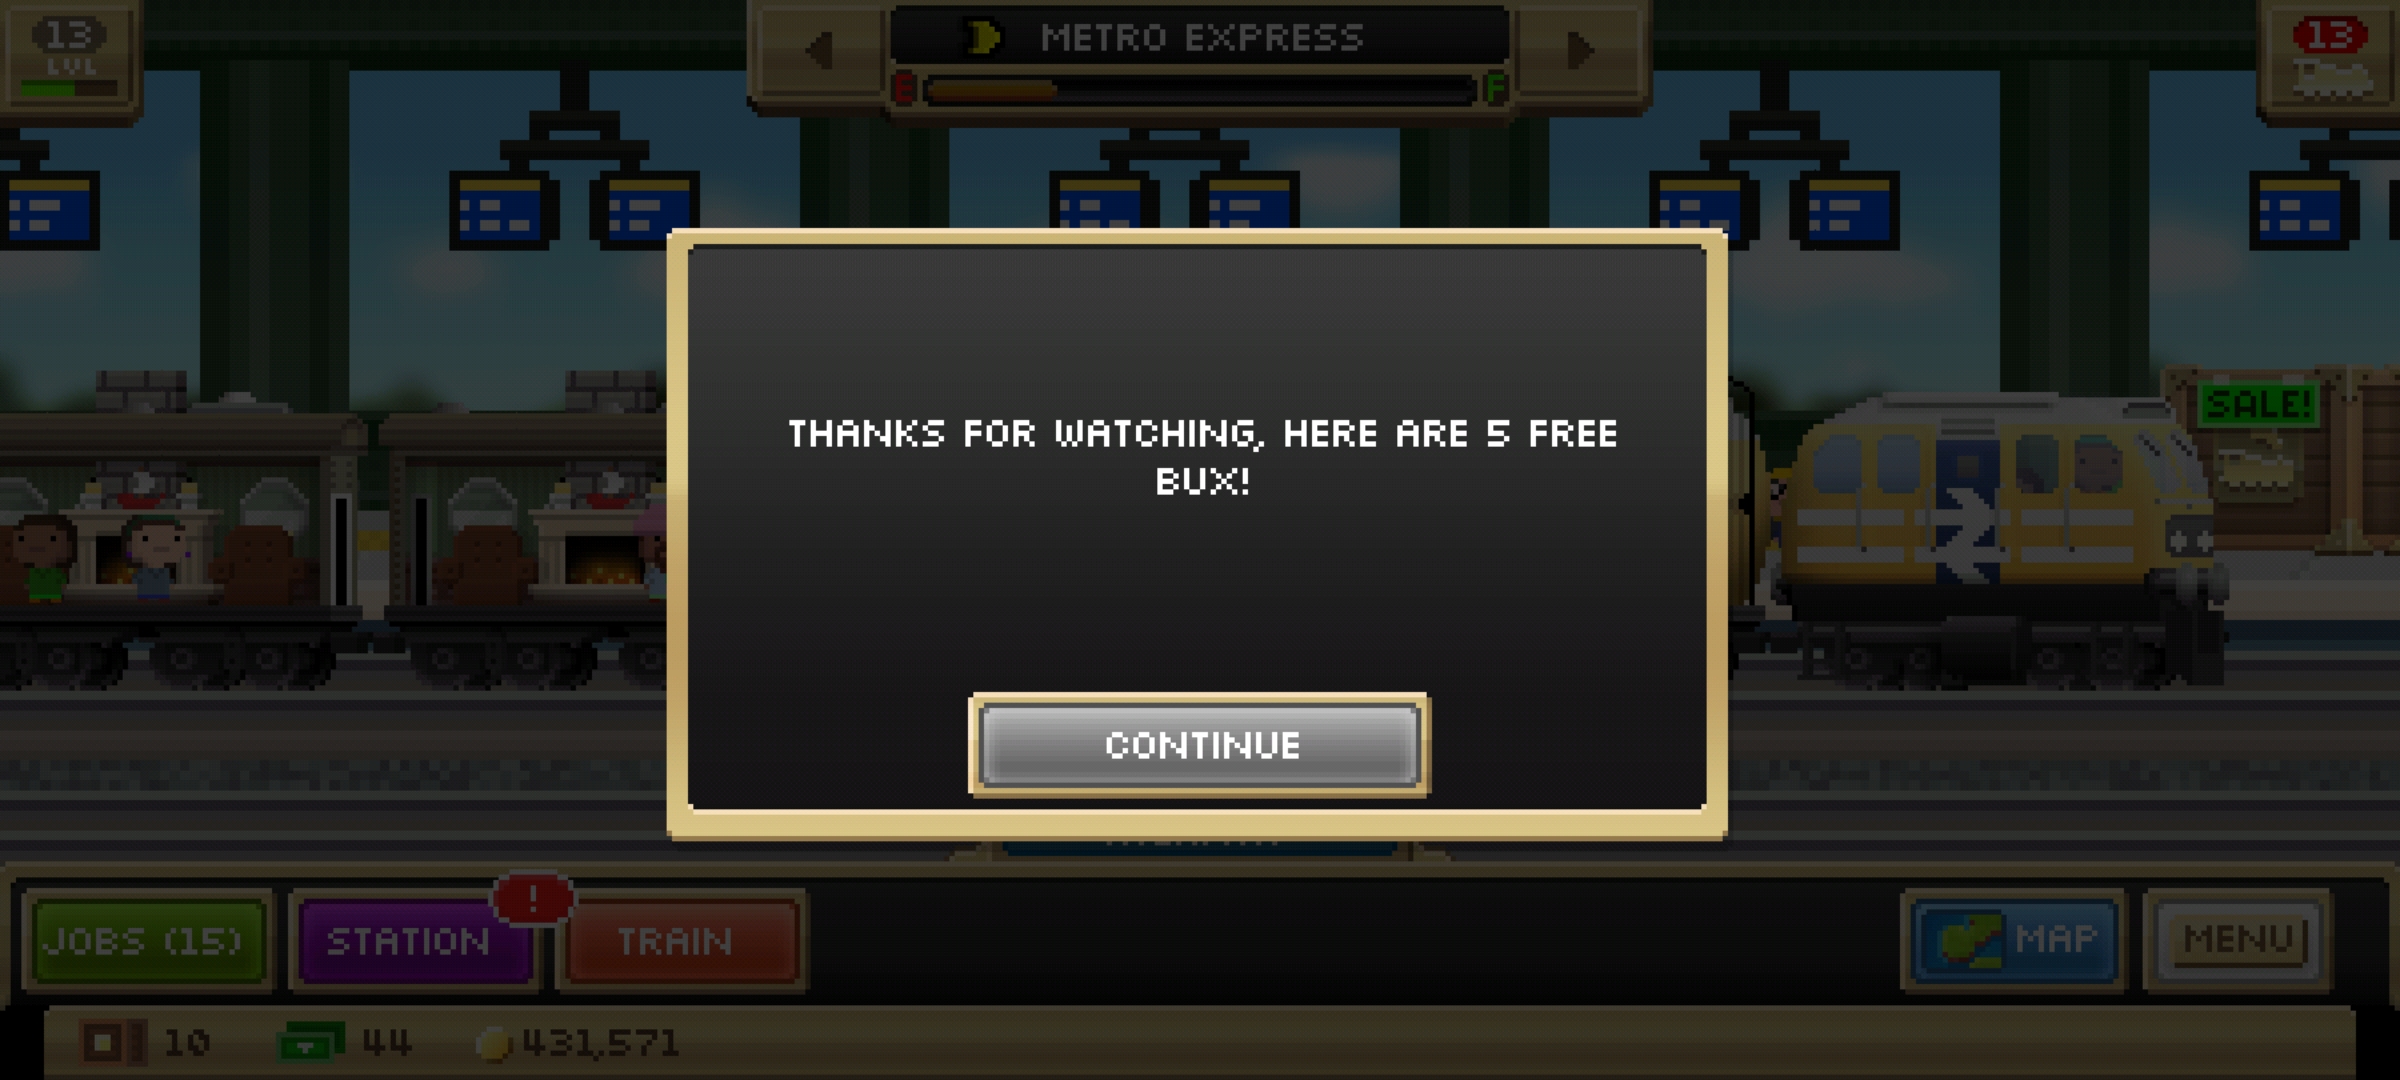 13
LVL
METRO EXPRESS
E
F
13
SALE!
THANKS FOR WATCHING, HERE ARE 5 FREE
BUX!
CONTINUE
JOBS (15)
STATION
!
TRAIN
MAP
MENU
10
44
431,571